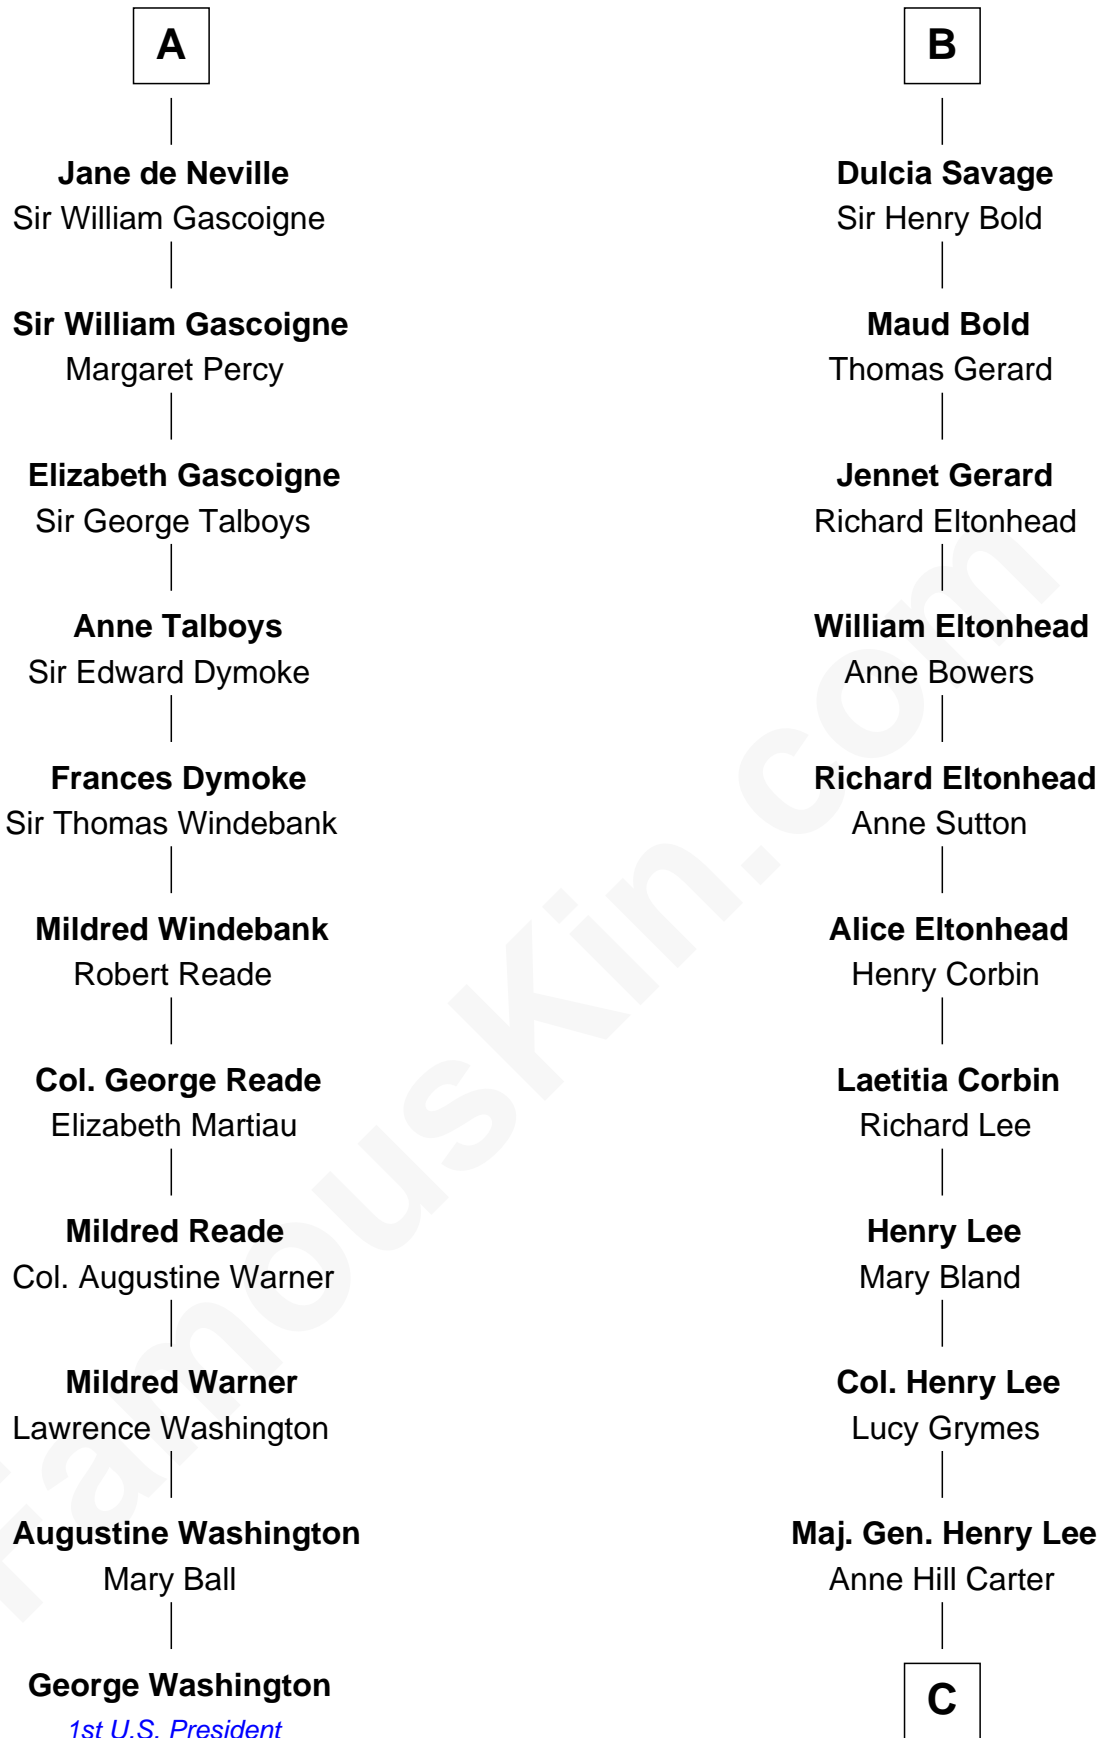 A
Jane de Neville
Sir William Gascoigne
Sir William Gascoigne
Margaret Percy
Elizabeth Gascoigne
Sir George Talboys
Anne Talboys
Sir Edward Dymoke
Frances Dymoke
Sir Thomas Windebank
Mildred Windebank
Robert Reade
Col. George Reade
Elizabeth Martiau
Mildred Reade
Col. Augustine Warner
Mildred Warner
Lawrence Washington
Augustine Washington
Mary Ball
George Washington
1st U.S. President
B
Dulcia Savage
Sir Henry Bold
Maud Bold
Thomas Gerard
Jennet Gerard
Richard Eltonhead
William Eltonhead
Anne Bowers
Richard Eltonhead
Anne Sutton
Alice Eltonhead
Henry Corbin
Laetitia Corbin
Richard Lee
Henry Lee
Mary Bland
Col. Henry Lee
Lucy Grymes
Maj. Gen. Henry Lee
Anne Hill Carter
C
FamousKin.com